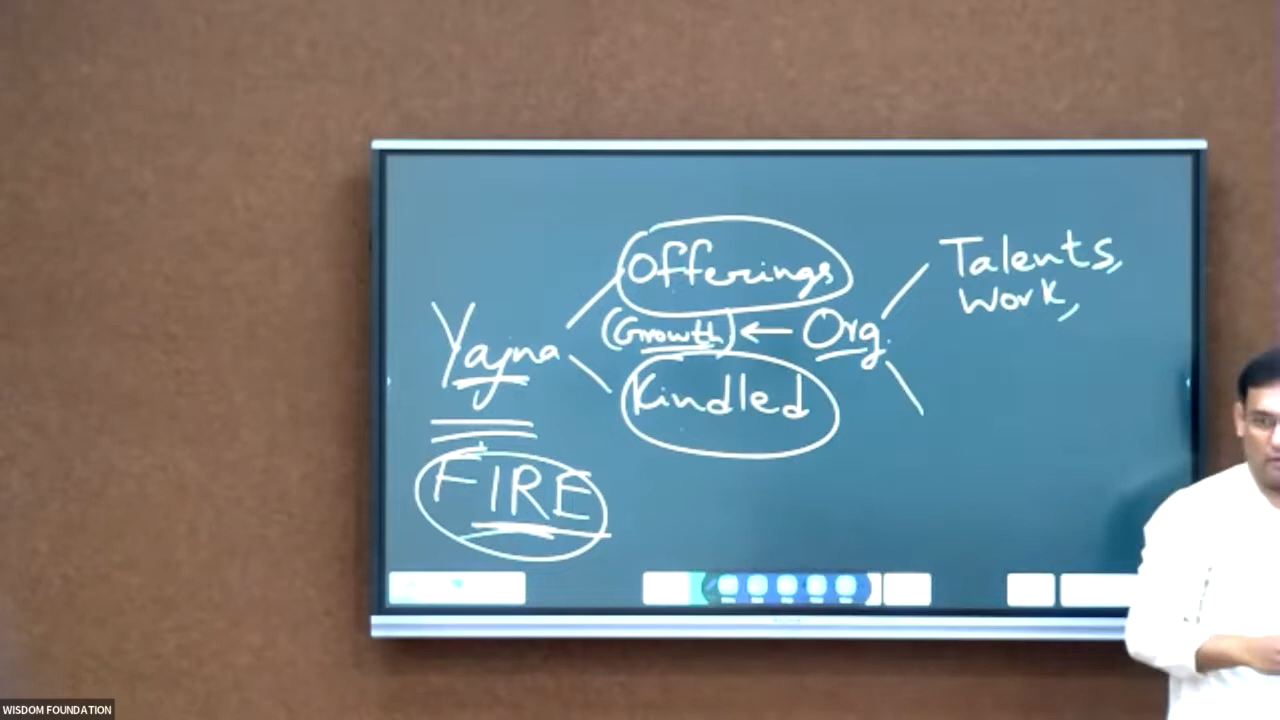 Offerings
Talents,
Work,
Yajna
(Growth) ← Org.
Kindled
FIRE
WISDOM FOUNDATION